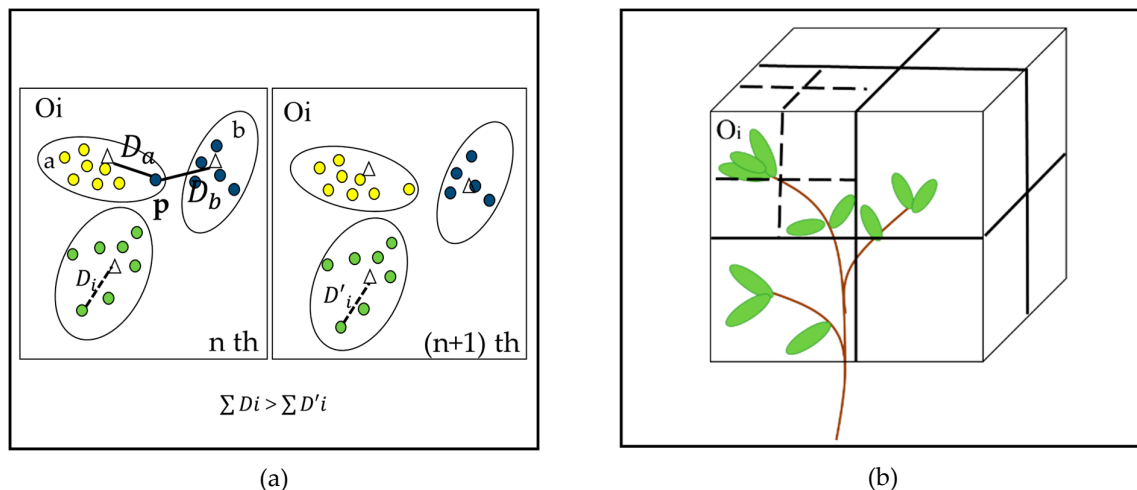 Oi
a
Da
b
Db
p
Di
n th
Oi
D'i
(n+1) th
∑ Di > ∑ D'i
(a)
Oi
(b)